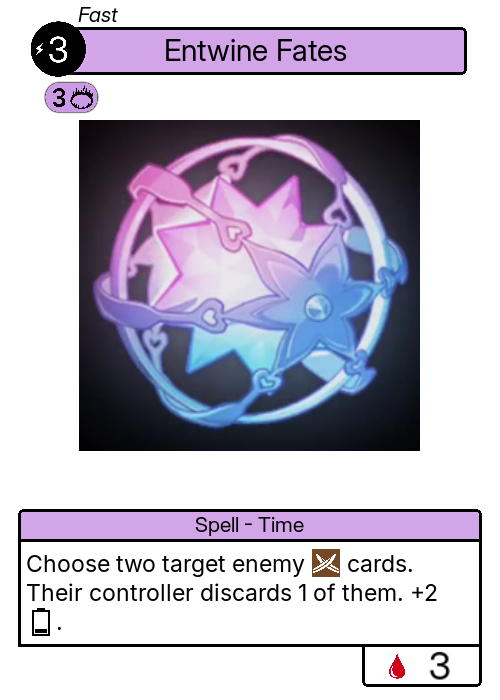 Fast
3
Entwine Fates
3
Spell - Time
Choose two target enemy cards.
Their controller discards 1 of them. +2
.
3